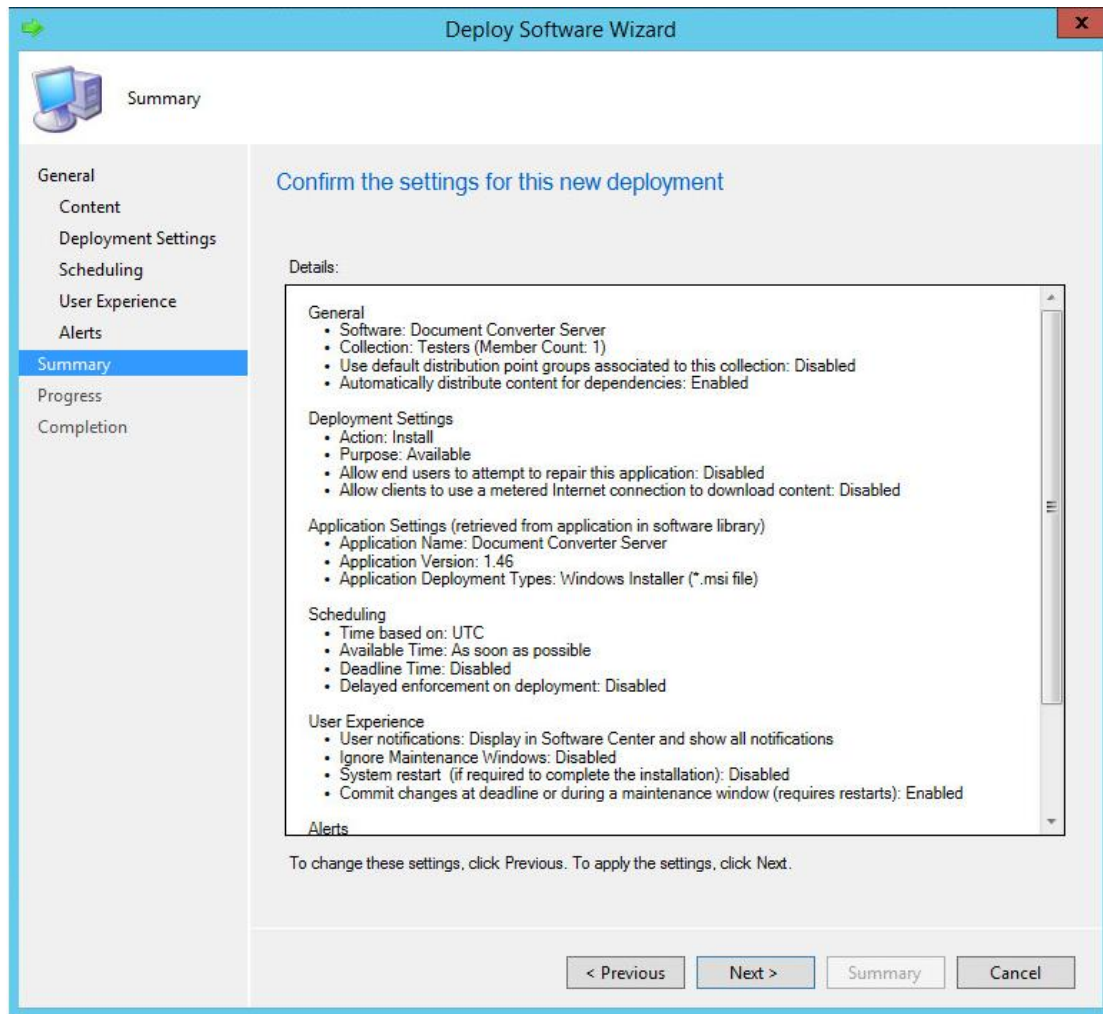 Deploy Software Wizard
x
Summary
General
Content
Deployment Settings
Scheduling
User Experience
Alerts
Summary
Progress
Completion
Confirm the settings for this new deployment
Details:
General
• Software: Document Converter Server
• Collection: Testers (Member Count: 1)
• Use default distribution point groups associated to this collection: Disabled
• Automatically distribute content for dependencies: Enabled
Deployment Settings
• Action: Install
• Purpose: Available
• Allow end users to attempt to repair this application: Disabled
• Allow clients to use a metered Internet connection to download content: Disabled
Application Settings (retrieved from application in software library)
• Application Name: Document Converter Server
• Application Version: 1.46
• Application Deployment Types: Windows Installer (*.msi file)
Scheduling
• Time based on: UTC
• Available Time: As soon as possible
• Deadline Time: Disabled
• Delayed enforcement on deployment: Disabled
User Experience
• User notifications: Display in Software Center and show all notifications
• Ignore Maintenance Windows: Disabled
• System restart  (if required to complete the installation): Disabled
• Commit changes at deadline or during a maintenance window (requires restarts): Enabled
Alerts
To change these settings, click Previous. To apply the settings, click Next.
< Previous
Next >
Summary
Cancel